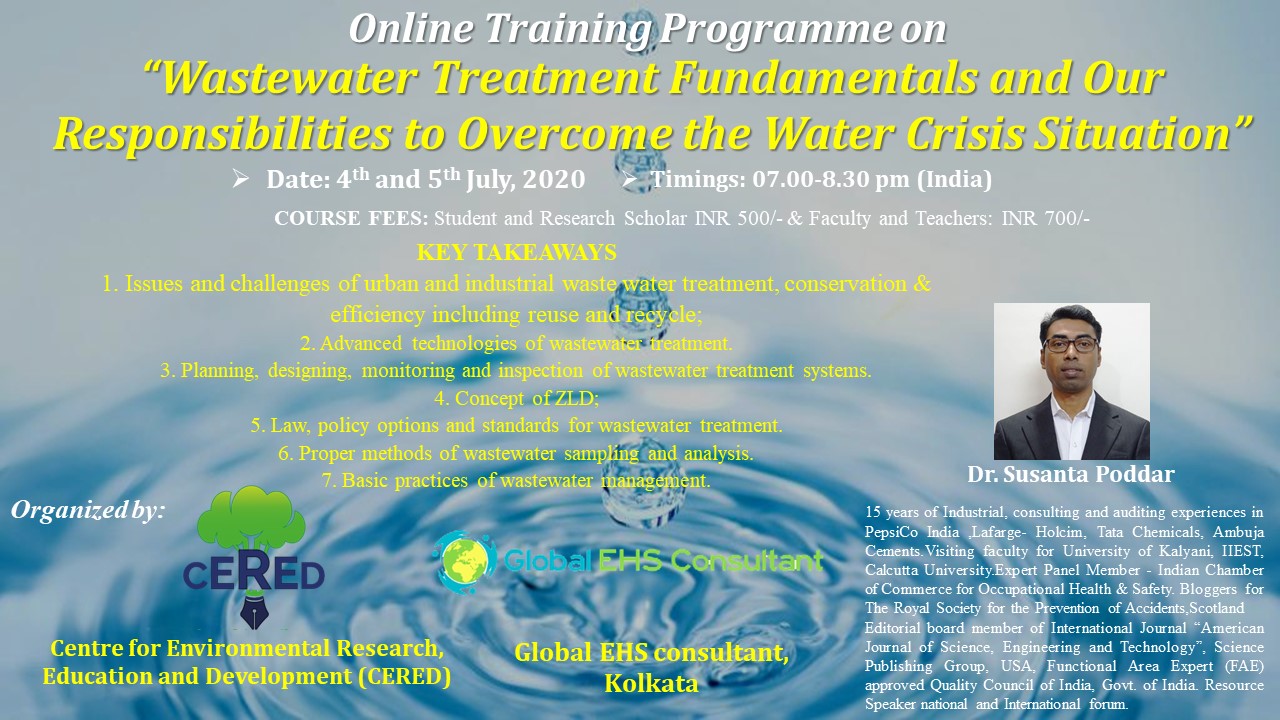 Online Training Programme on
“Wastewater Treatment Fundamentals and Our
Responsibilities to Overcome the Water Crisis Situation”
➢ Date: 4th and 5th July, 2020 ➢ Timings: 07.00-8.30 pm (India)
COURSE FEES: Student and Research Scholar INR 500/- & Faculty and Teachers: INR 700/-
KEY TAKEAWAYS
1. Issues and challenges of urban and industrial waste water treatment, conservation &
efficiency including reuse and recycle;
2. Advanced technologies of wastewater treatment.
3. Planning, designing, monitoring and inspection of wastewater treatment systems.
4. Concept of ZLD;
5. Law, policy options and standards for wastewater treatment.
6. Proper methods of wastewater sampling and analysis.
7. Basic practices of wastewater management.
Organized by:
CERED
Centre for Environmental Research,
Education and Development (CERED)
Global EHS Consultant
Global EHS consultant,
Kolkata
Dr. Susanta Poddar
15 years of Industrial, consulting and auditing experiences in
PepsiCo India ,Lafarge- Holcim, Tata Chemicals, Ambuja
Cements.Visiting faculty for University of Kalyani, IIEST,
Calcutta University.Expert Panel Member - Indian Chamber
of Commerce for Occupational Health & Safety. Bloggers for
The Royal Society for the Prevention of Accidents,Scotland
Editorial board member of International Journal “American
Journal of Science, Engineering and Technology”, Science
Publishing Group, USA, Functional Area Expert (FAE)
approved Quality Council of India, Govt. of India. Resource
Speaker national and International forum.